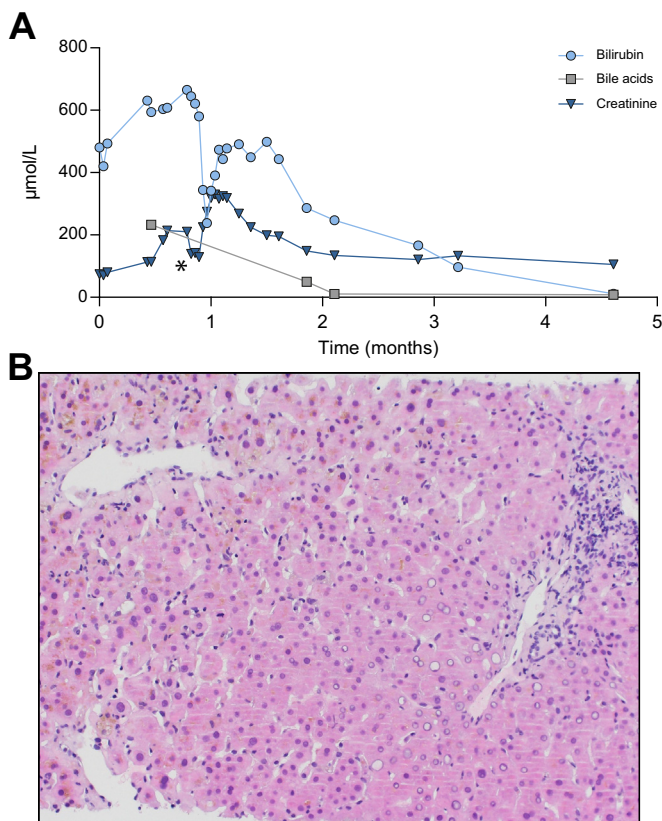 A
800
600
400
200
0
µmol/L
0 1 2 3 4 5
Time (months)
*
Bilirubin
Bile acids
Creatinine
B